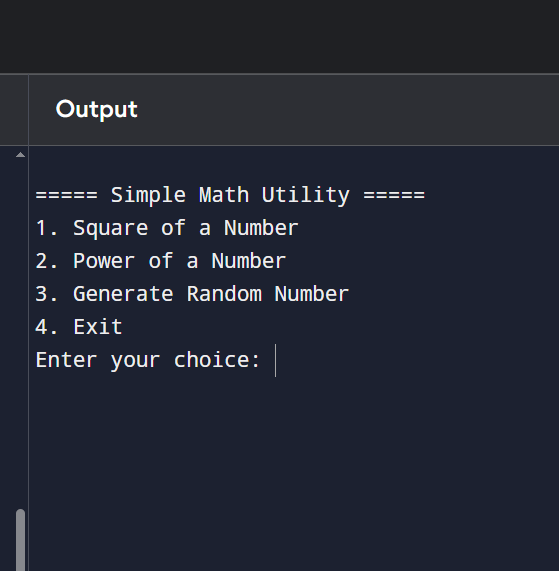 Output
===== Simple Math Utility =====
1. Square of a Number
2. Power of a Number
3. Generate Random Number
4. Exit
Enter your choice: